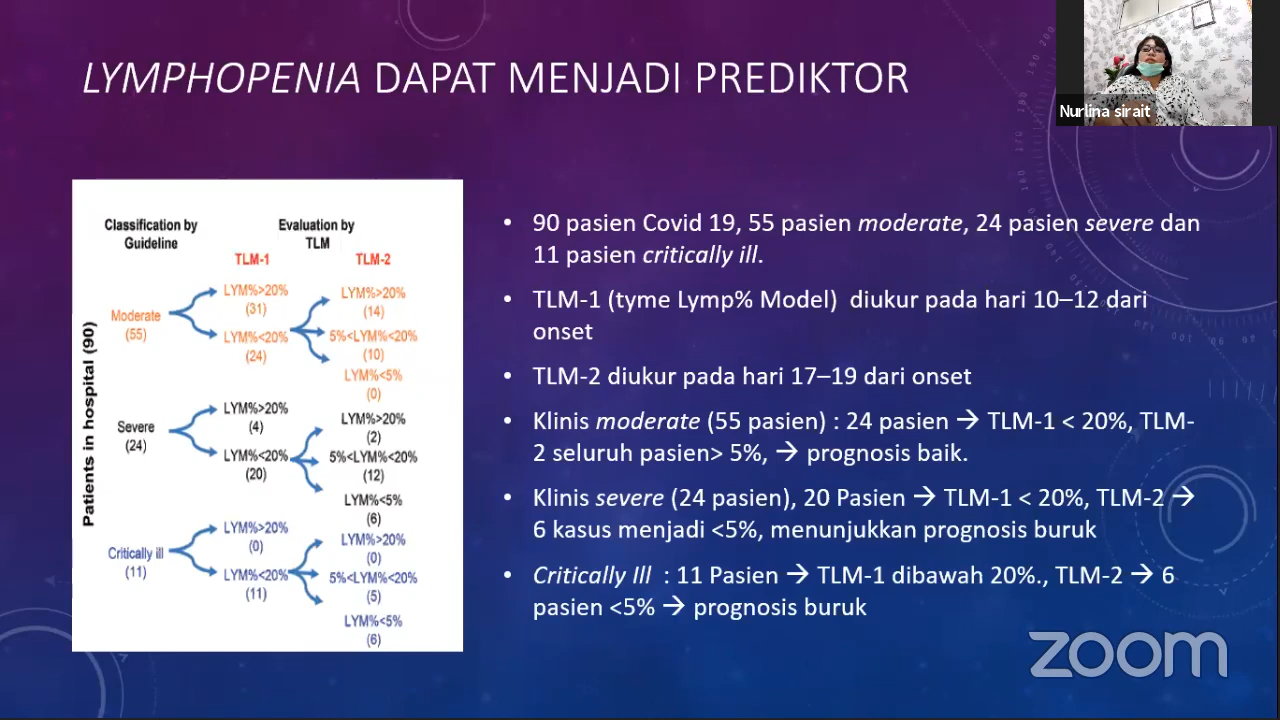 LYMPHOPENIA DAPAT MENJADI PREDIKTOR
Nurlina sirait
Classification by
Guideline
Evaluation by
TLM
TLM-1
TLM-2
Patients in hospital (90)
Moderate
(55)
LYM%>20%
(31)
LYM%<20%
(24)
LYM%>20%
(14)
5%<LYM%<20%
(10)
LYM%<5%
(0)
Severe
(24)
LYM%>20%
(4)
LYM%<20%
(20)
LYM%>20%
(2)
5%<LYM%<20%
(12)
LYM%<5%
(6)
Critically ill
(11)
LYM%>20%
(0)
LYM%<20%
(11)
LYM%>20%
(0)
5%<LYM%<20%
(5)
LYM%<5%
(6)
• 90 pasien Covid 19, 55 pasien moderate, 24 pasien severe dan
11 pasien critically ill.
• TLM-1 (tyme Lymp% Model) diukur pada hari 10–12 dari
onset
• TLM-2 diukur pada hari 17–19 dari onset
• Klinis moderate (55 pasien) : 24 pasien → TLM-1 < 20%, TLM-
2 seluruh pasien> 5%, → prognosis baik.
• Klinis severe (24 pasien), 20 Pasien → TLM-1 < 20%, TLM-2 →
6 kasus menjadi <5%, menunjukkan prognosis buruk
• Critically Ill : 11 Pasien → TLM-1 dibawah 20%., TLM-2 → 6
pasien <5% → prognosis buruk
zoom